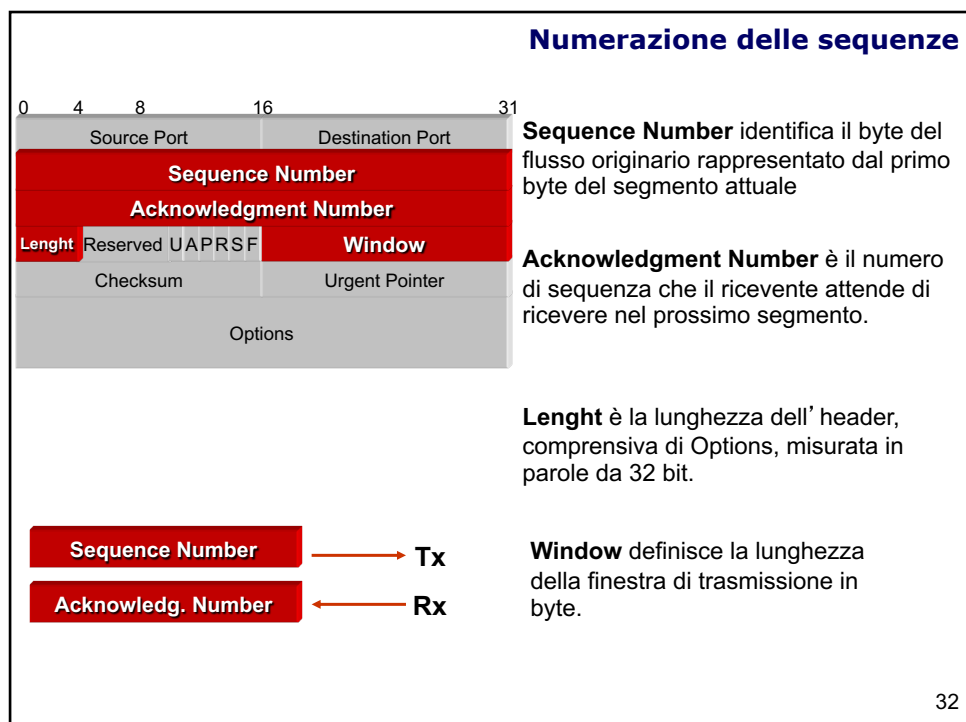 Numerazione delle sequenze
0 4 8 16 31
Source Port Destination Port
Sequence Number
Acknowledgment Number
Lenght Reserved U A P R S F Window
Checksum Urgent Pointer
Options
Sequence Number identifica il byte del
flusso originario rappresentato dal primo
byte del segmento attuale
Acknowledgment Number è il numero
di sequenza che il ricevente attende di
ricevere nel prossimo segmento.
Lenght è la lunghezza dell’ header,
comprensiva di Options, misurata in
parole da 32 bit.
Sequence Number Tx
Acknowledg. Number Rx
Window definisce la lunghezza
della finestra di trasmissione in
byte.
32